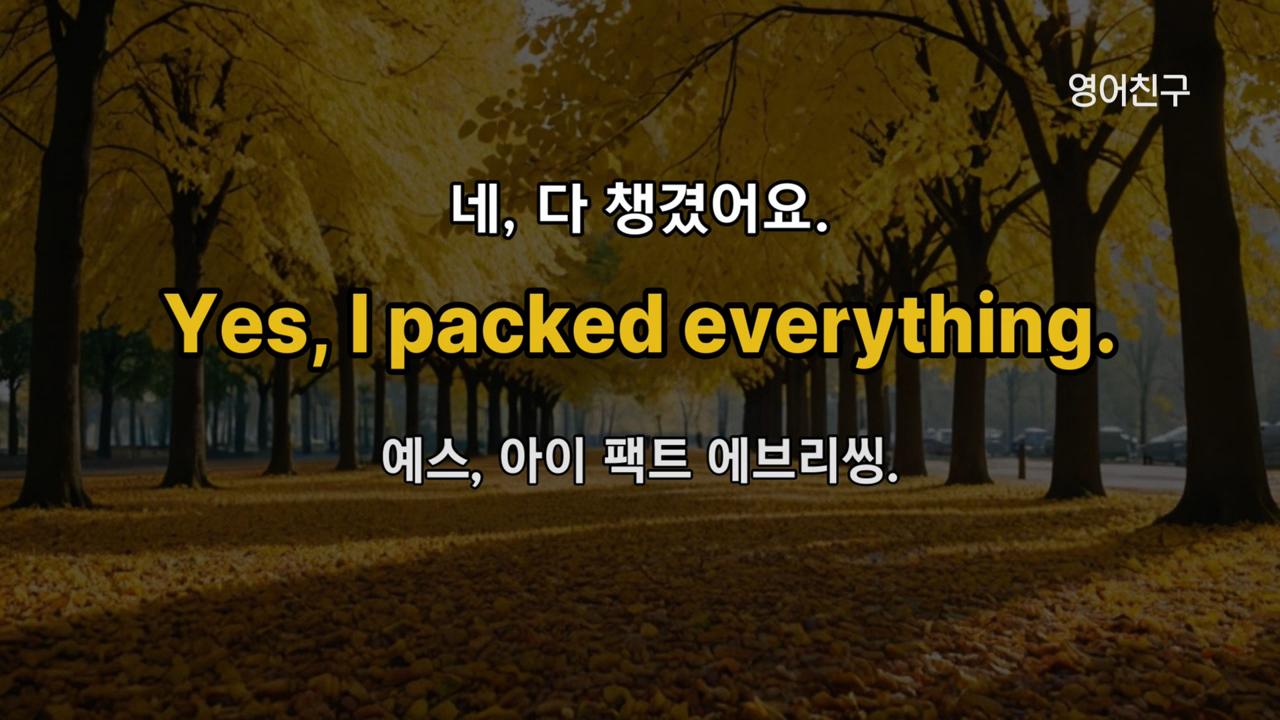 영어친구
네, 다 챙겼어요.
Yes, I packed everything.
예스, 아이 팩트 에브리씽.